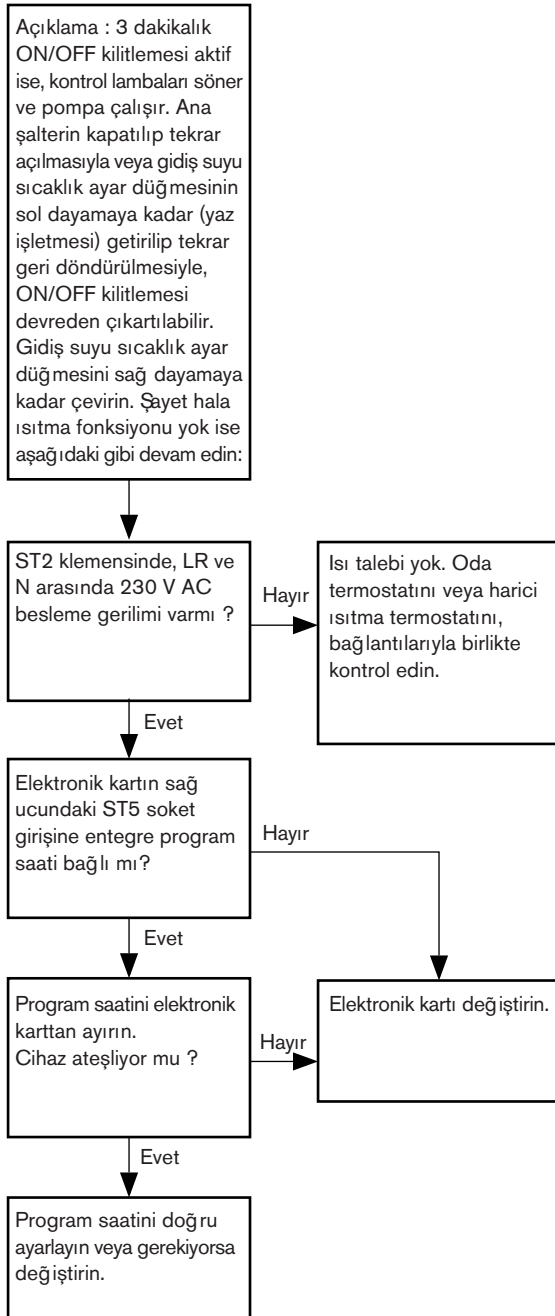 Açıklama : 3 dakikalık
ON/OFF kilitlemesi aktif
ise, kontrol lambaları söner
ve pompa çalışır. Ana
şalterin kapatılıp tekrar
açılmasıyla veya gidiş suyu
sıcaklık ayar düğmesinin
sol dayamaya kadar (yaz
işletmesi) getirilip tekrar
geri döndürülmesiyle,
ON/OFF kilitlemesi
devreden çıkartılabilir.
Gidiş suyu sıcaklık ayar
düğmesini sağ dayamaya
kadar çevirin. Şayet hala
ısıtma fonksiyonu yok ise
aşağıdaki gibi devam edin:
ST2 klemensinde, LR ve
N arasında 230 V AC
besleme gerilimi varmı ?
Hayır
Isı talebi yok. Oda
termostatını veya harici
ısıtma termostatını,
bağlantılarıyla birlikte
kontrol edin.
Evet
Elektronik kartın sağ
ucundaki ST5 soket
girişine entegre program
saati bağlı mı?
Hayır
Evet
Program saatini elektronik
karttan ayırın.
Cihaz ateşliyor mu ?
Hayır
Elektronik kartı değiştirin.
Evet
Program saatini doğru
ayarlayın veya gerekiyorsa
değiştirin.